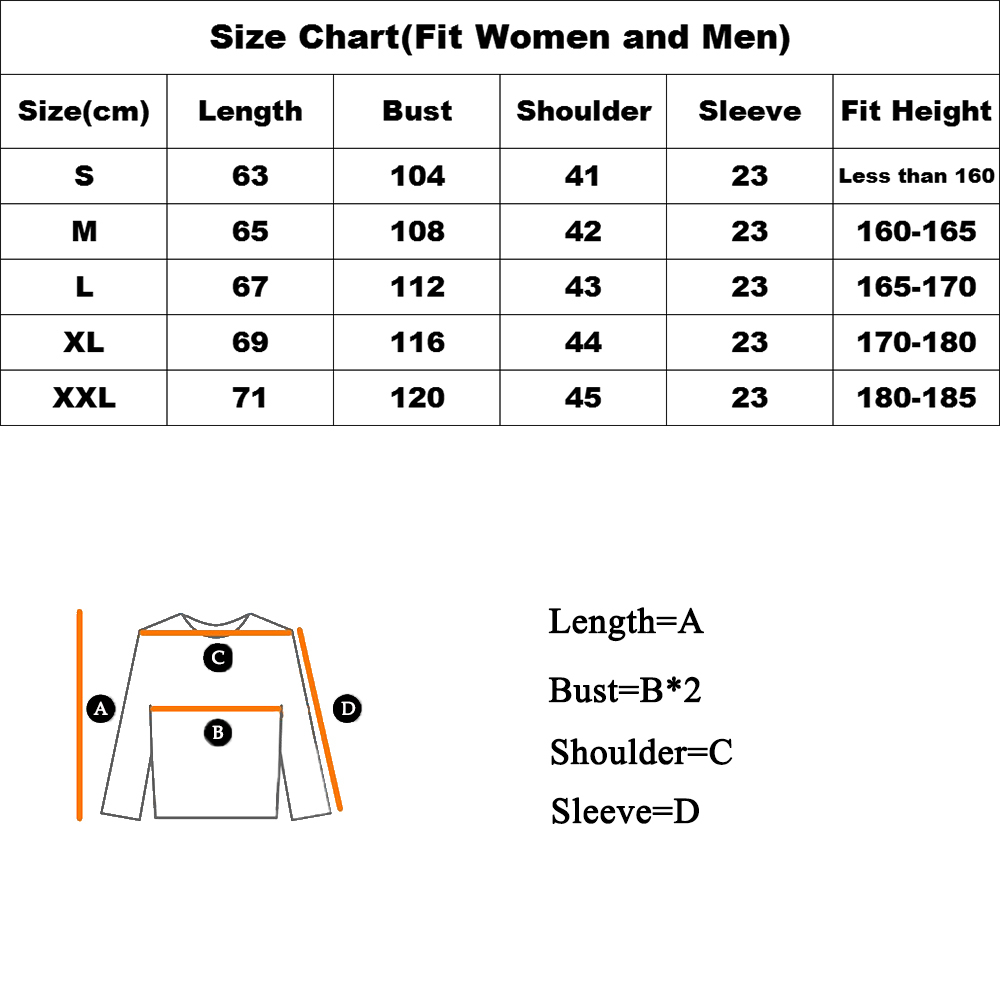 Size Chart(Fit Women and Men)
Size(cm) Length Bust Shoulder Sleeve Fit Height
S 63 104 41 23 Less than 160
M 65 108 42 23 160-165
L 67 112 43 23 165-170
XL 69 116 44 23 170-180
XXL 71 120 45 23 180-185
Length=A
C
Bust=B*2
A
D
B
Shoulder=C
Sleeve=D